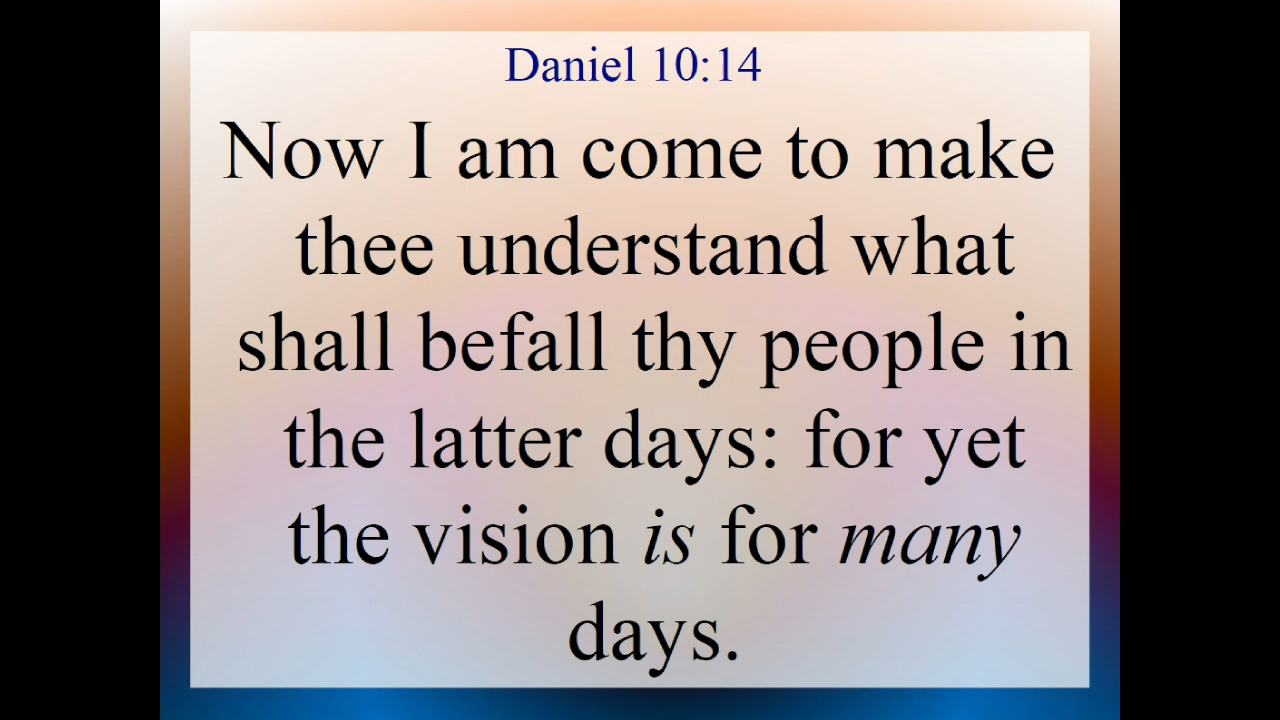 Daniel 10:14
Now I am come to make
thee understand what
shall befall thy people in
the latter days: for yet
the vision is for many
days.